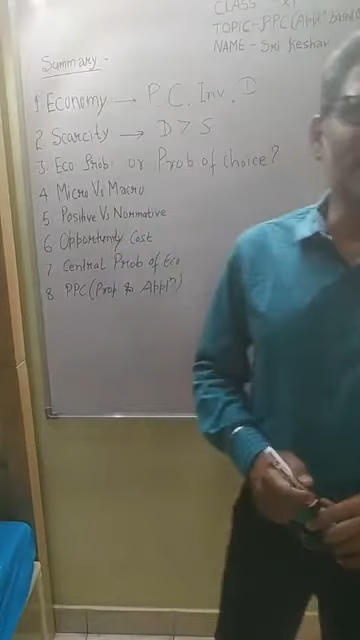 CLASS - XI
TOPIC - PPC (Appln based
NAME - Sri Keshav
Summary -
1 Economy → P, C, Inv. D
2. Scarcity → D > S
3. Eco Prob. or Prob of choice?
4 Micro Vs Macro
5. Positive Vs Normative
6 Opportunity Cost
7 Central Prob of Eco
8. PPC (Prop & Appln)